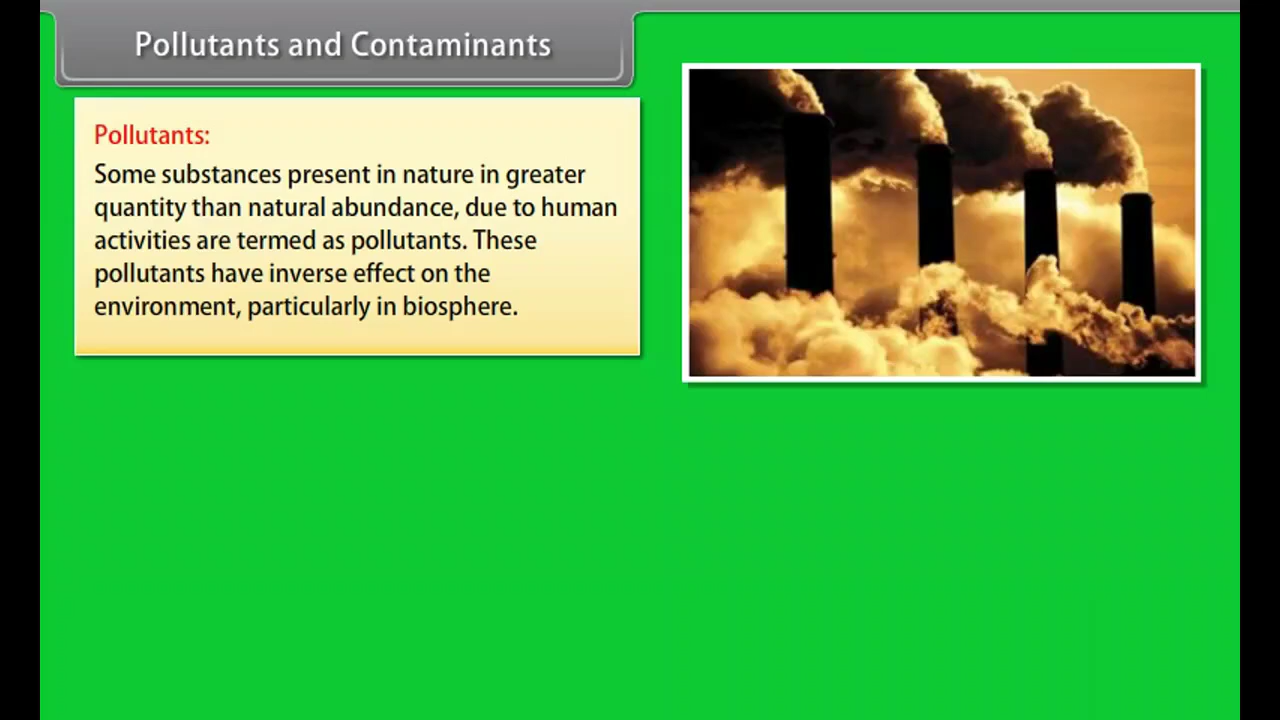 Pollutants and Contaminants
Pollutants:
Some substances present in nature in greater
quantity than natural abundance, due to human
activities are termed as pollutants. These
pollutants have inverse effect on the
environment, particularly in biosphere.